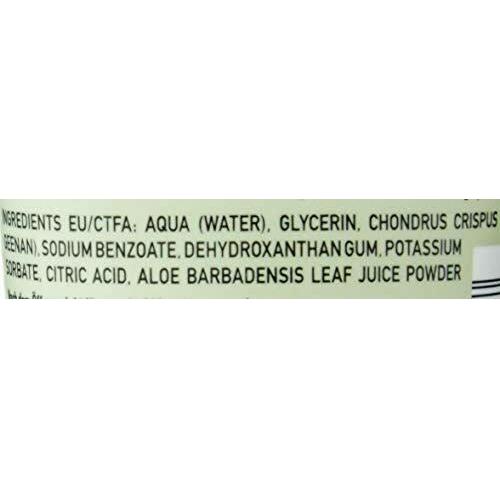 INGREDIENTS EU/CTFA: AQUA (WATER), GLYCERIN, CHONDRUS CRISPUS
GEENAN), SODIUM BENZOATE, DEHYDROXANTHAN GUM, POTASSIUM
SORBATE, CITRIC ACID, ALOE BARBADENSIS LEAF JUICE POWDER